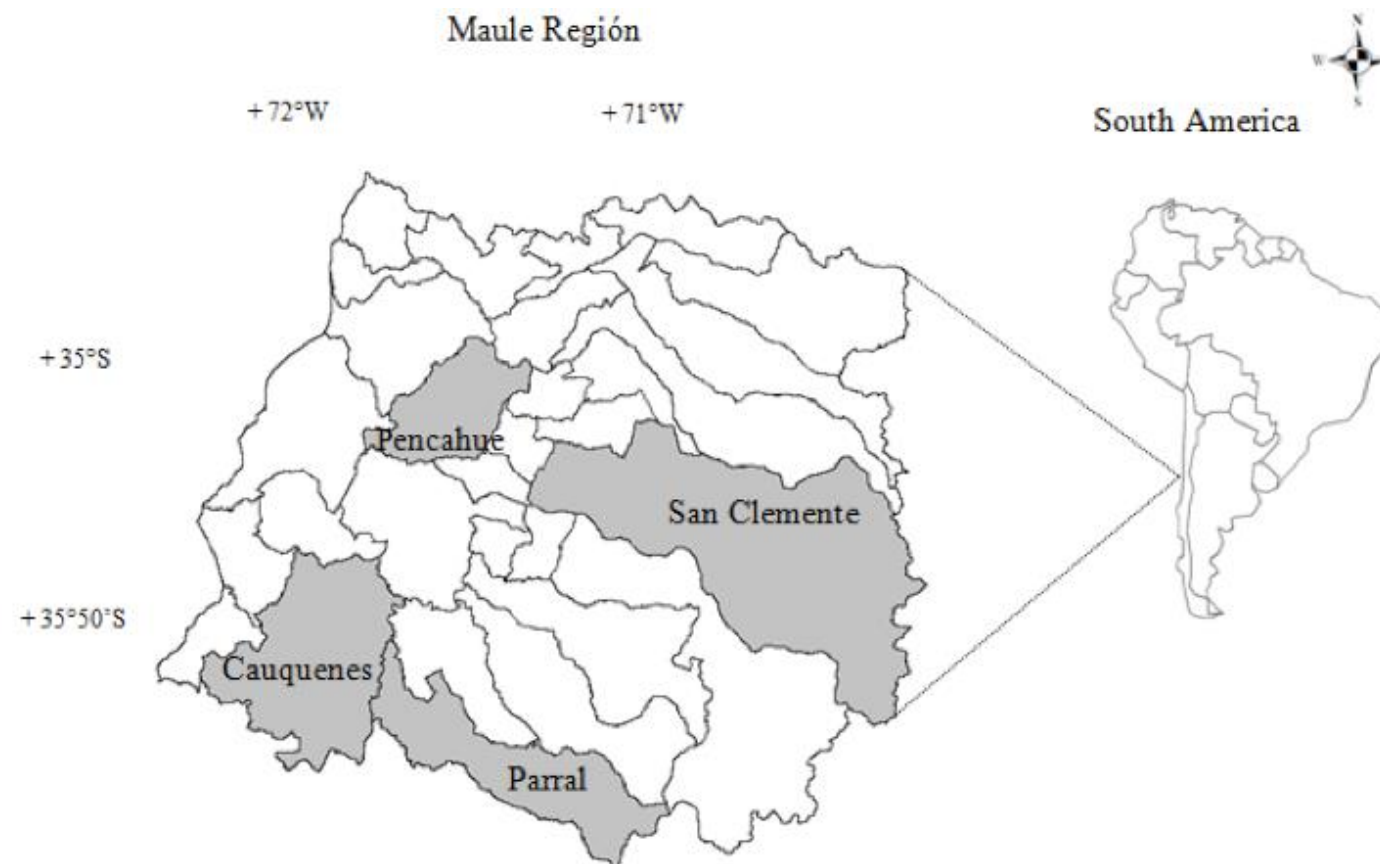 Maule Región
N
W
S
+72°W
+71°W
South America
+35°S
Pencahue
San Clemente
+35°50'S
Cauquenes
Parral